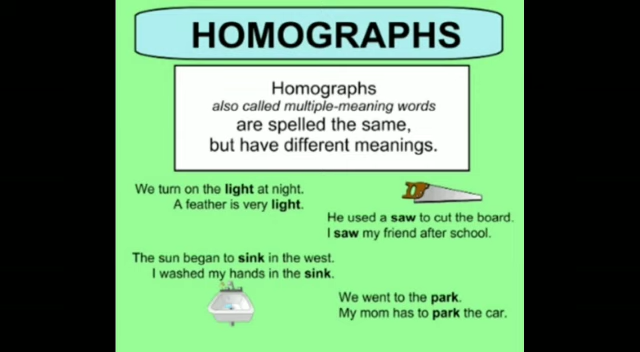 HOMOGRAPHS
Homographs
also called multiple-meaning words
are spelled the same,
but have different meanings.
We turn on the light at night.
A feather is very light.
He used a saw to cut the board.
I saw my friend after school.
The sun began to sink in the west.
I washed my hands in the sink.
We went to the park.
My mom has to park the car.